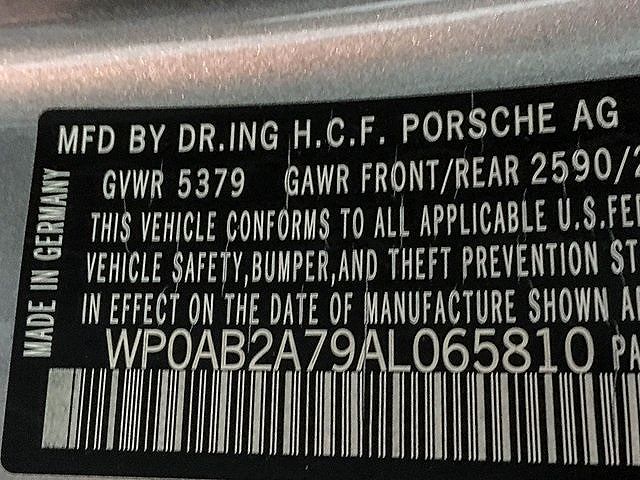 MFD BY DR.ING H.C.F. PORSCHE AG
GVWR 5379 GAWR FRONT/REAR 2590/2
THIS VEHICLE CONFORMS TO ALL APPLICABLE U.S.FE
VEHICLE SAFETY,BUMPER,AND THEFT PREVENTION ST
IN EFFECT ON THE DATE OF MANUFACTURE SHOWN A
WP0AB2A79AL065810 PA
MADE IN GERMANY